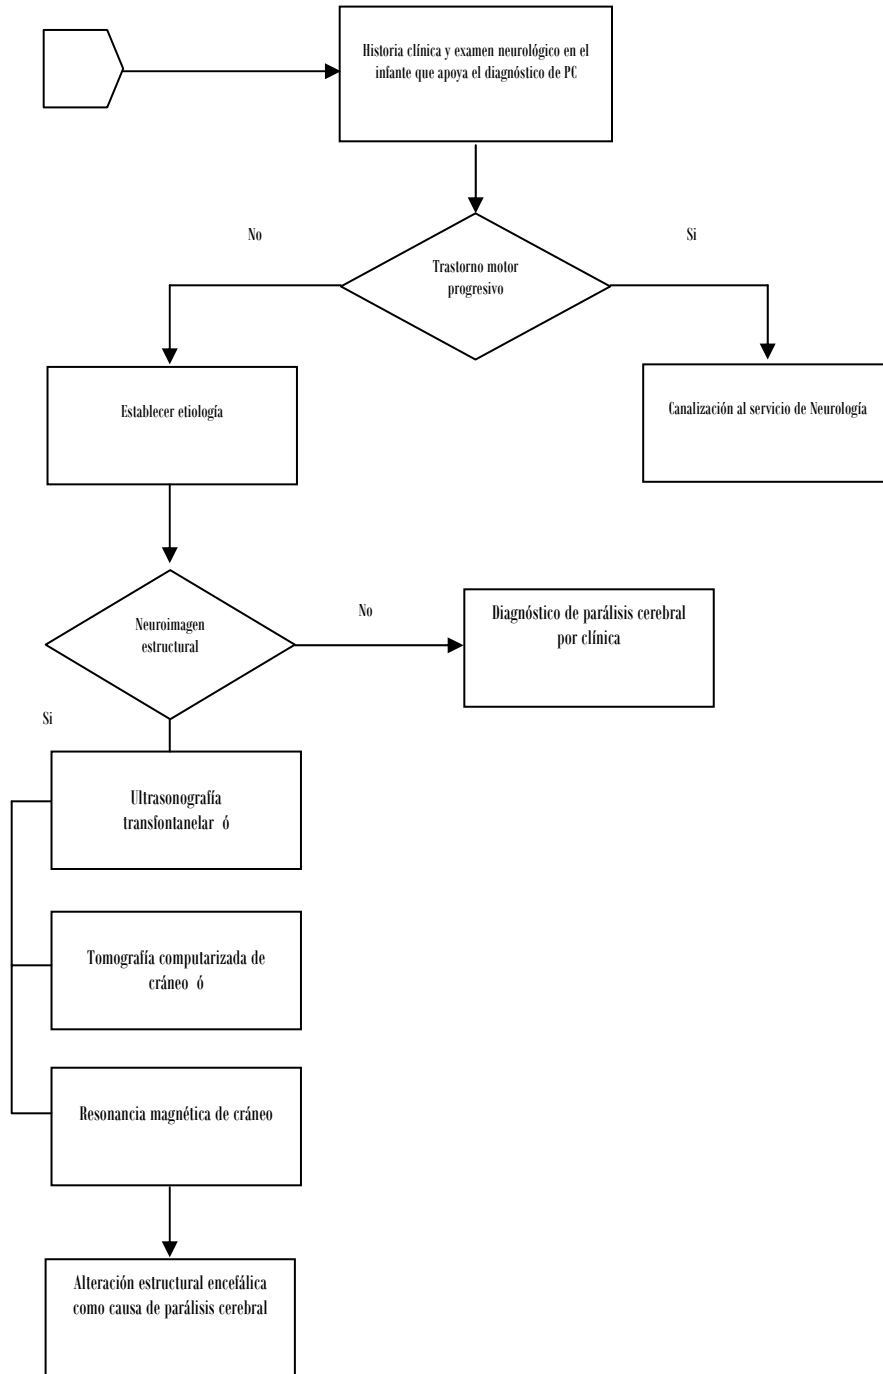 Historia clínica y examen neurológico en el
infante que apoya el diagnóstico de PC
No
Si
Trastorno motor
progresivo
Establecer etiología
Canalización al servicio de Neurología
Neuroimagen
estructural
No
Diagnóstico de parálisis cerebral
por clínica
Si
Ultrasonografía
transfontanelar ó
Tomografía computarizada de
cráneo ó
Resonancia magnética de cráneo
Alteración estructural encefálica
como causa de parálisis cerebral